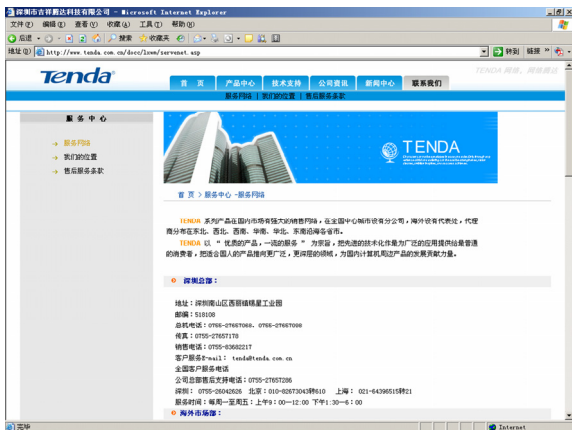 深圳市吉祥腾达科技有限公司 - Microsoft Internet Explorer
文件(F) 编辑(E) 查看(V) 收藏(A) 工具(T) 帮助(H)
后退 搜索 收藏夹
地址(D) http://www.tenda.com.cn/docc/lxwm/servenet.asp 转到 链接 »
Tenda
TENDA 网络，网络腾达
首 页 产品中心 技术支持 公司资讯 新闻中心 联系我们
服务网络 | 我们的位置 | 售后服务条款
服 务 中 心
→ 服务网络
→ 我们的位置
→ 售后服务条款
TENDA
首 页 > 服务中心 -服务网络
TENDA 系列产品在国内市场有强大的销售网络，在全国中心城市设有分公司，海外设有代表处，代理
商分布在东北、西北、西南、华南、华北、东南沿海各省市。
TENDA 以 “ 优质的产品，一流的服务 ” 为宗旨，把先进的技术化作最为广泛的应用提供给最普通
的消费者，把适合国人的产品推向更广泛，更深层的领域，为国内计算机周边产品的发展贡献力量。
深圳总部：
地址：深圳南山区西丽镇锡星工业园
邮编：518108
总机电话：0755-27657068、0755-27657098
传真：0755-27657178
销售电话：0755-83682217
客户服务E-mail： tenda@tenda.com.cn
全国客户服务电话
公司总部售后支持电话：0755-27657286
深圳： 0755-26042626 北京：010-82673043转610 上海： 021-64396515转21
服务时间：每周一至周五：上午9：00—12:00 下午1:30—6：00
海外市场部：
完毕 Internet